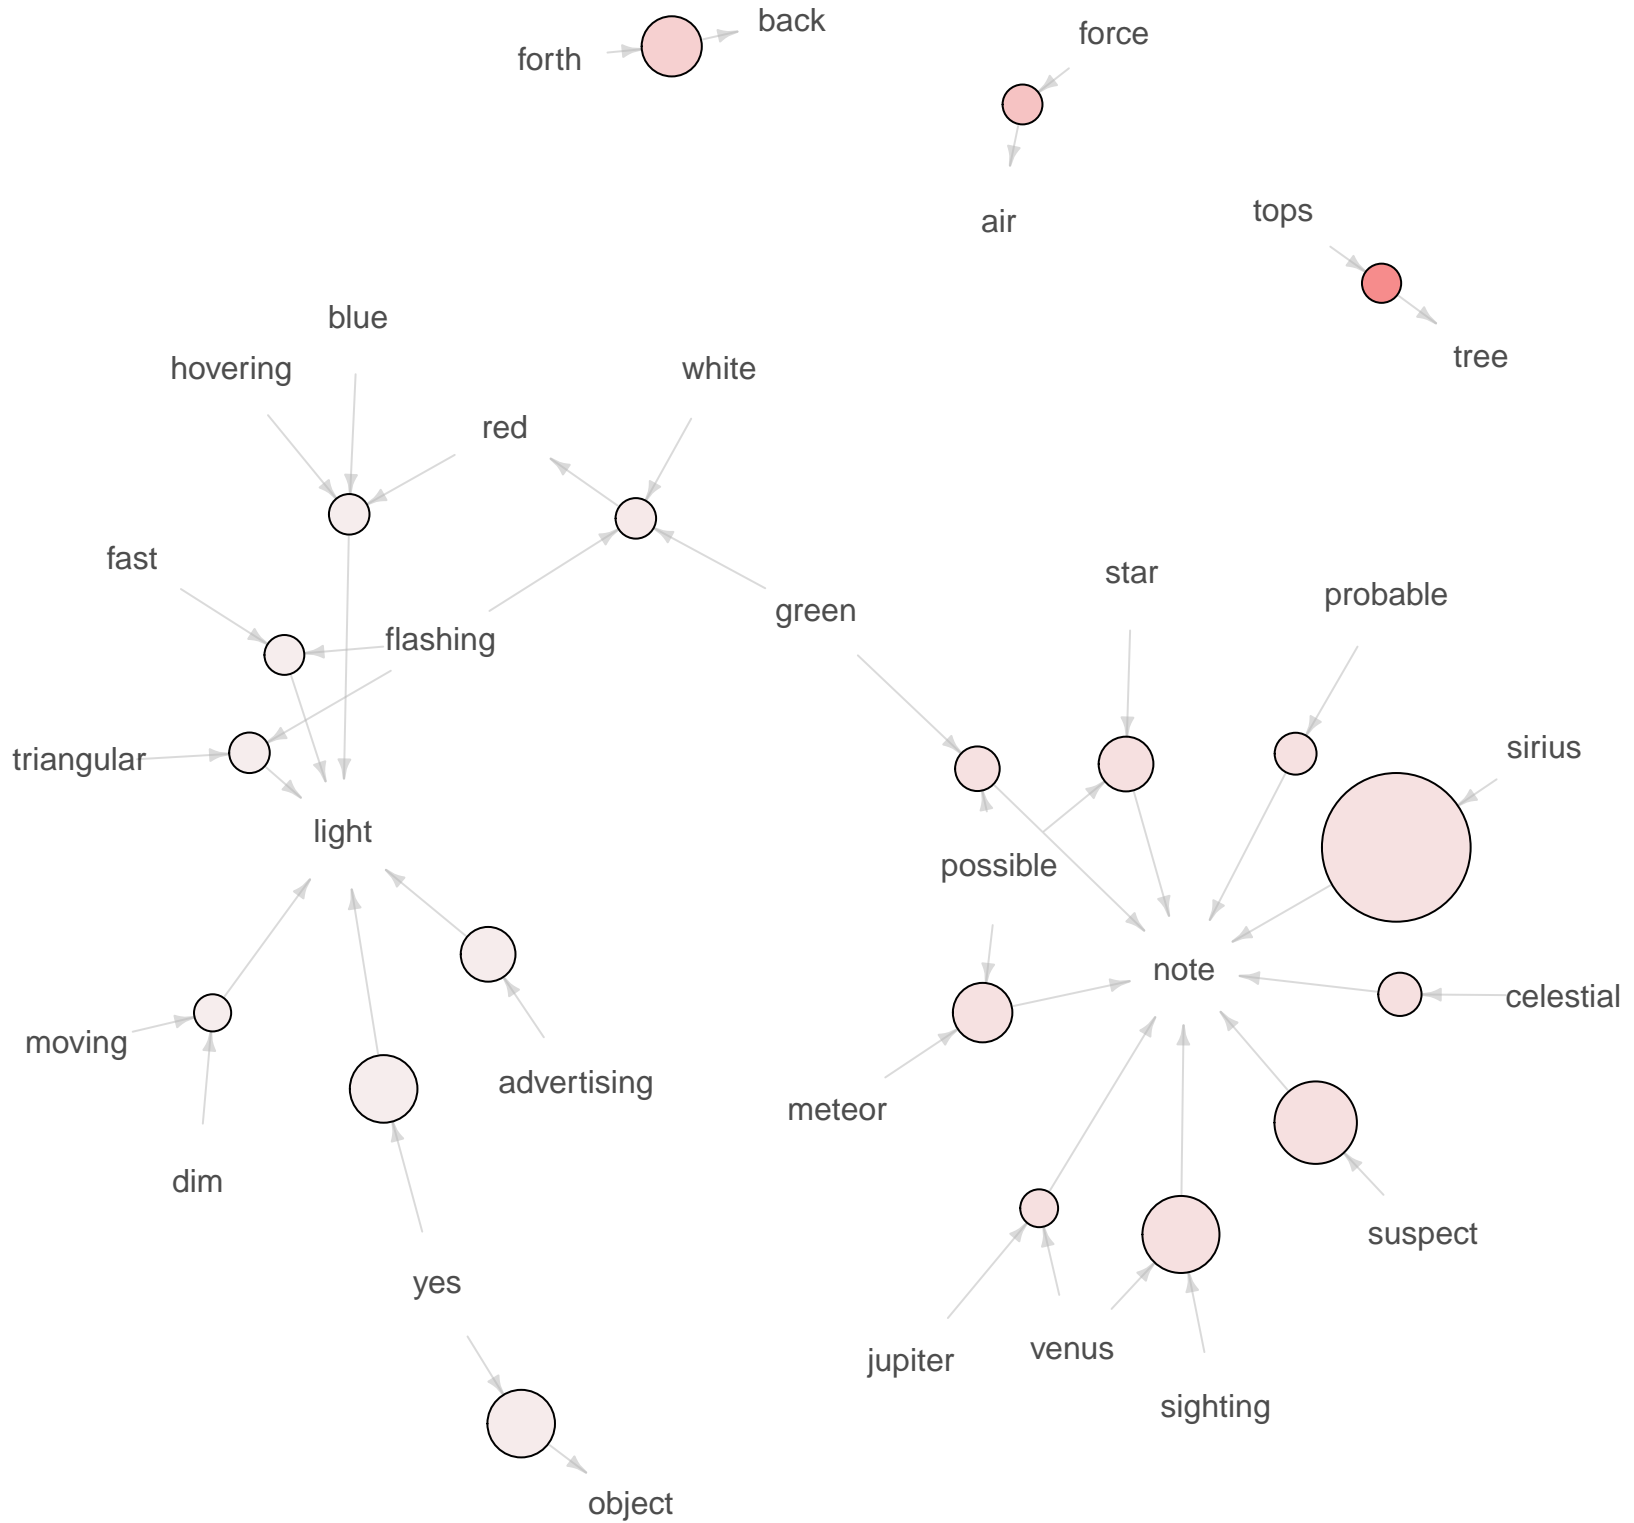 back
force
forth
tops
air
blue
tree
hovering
white
red
fast
star
probable
green
flashing
sirius
triangular
light
possible
note
celestial
moving
advertising
meteor
dim
suspect
yes
venus
jupiter
sighting
object